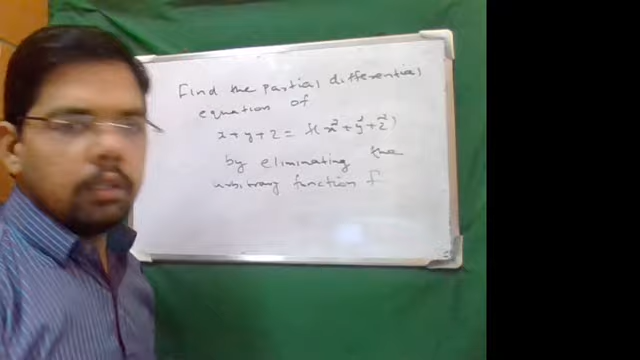 Find the partial differential
equation of
x+y+z = f(x²+y²+z²)
by eliminating the
arbitrary function f